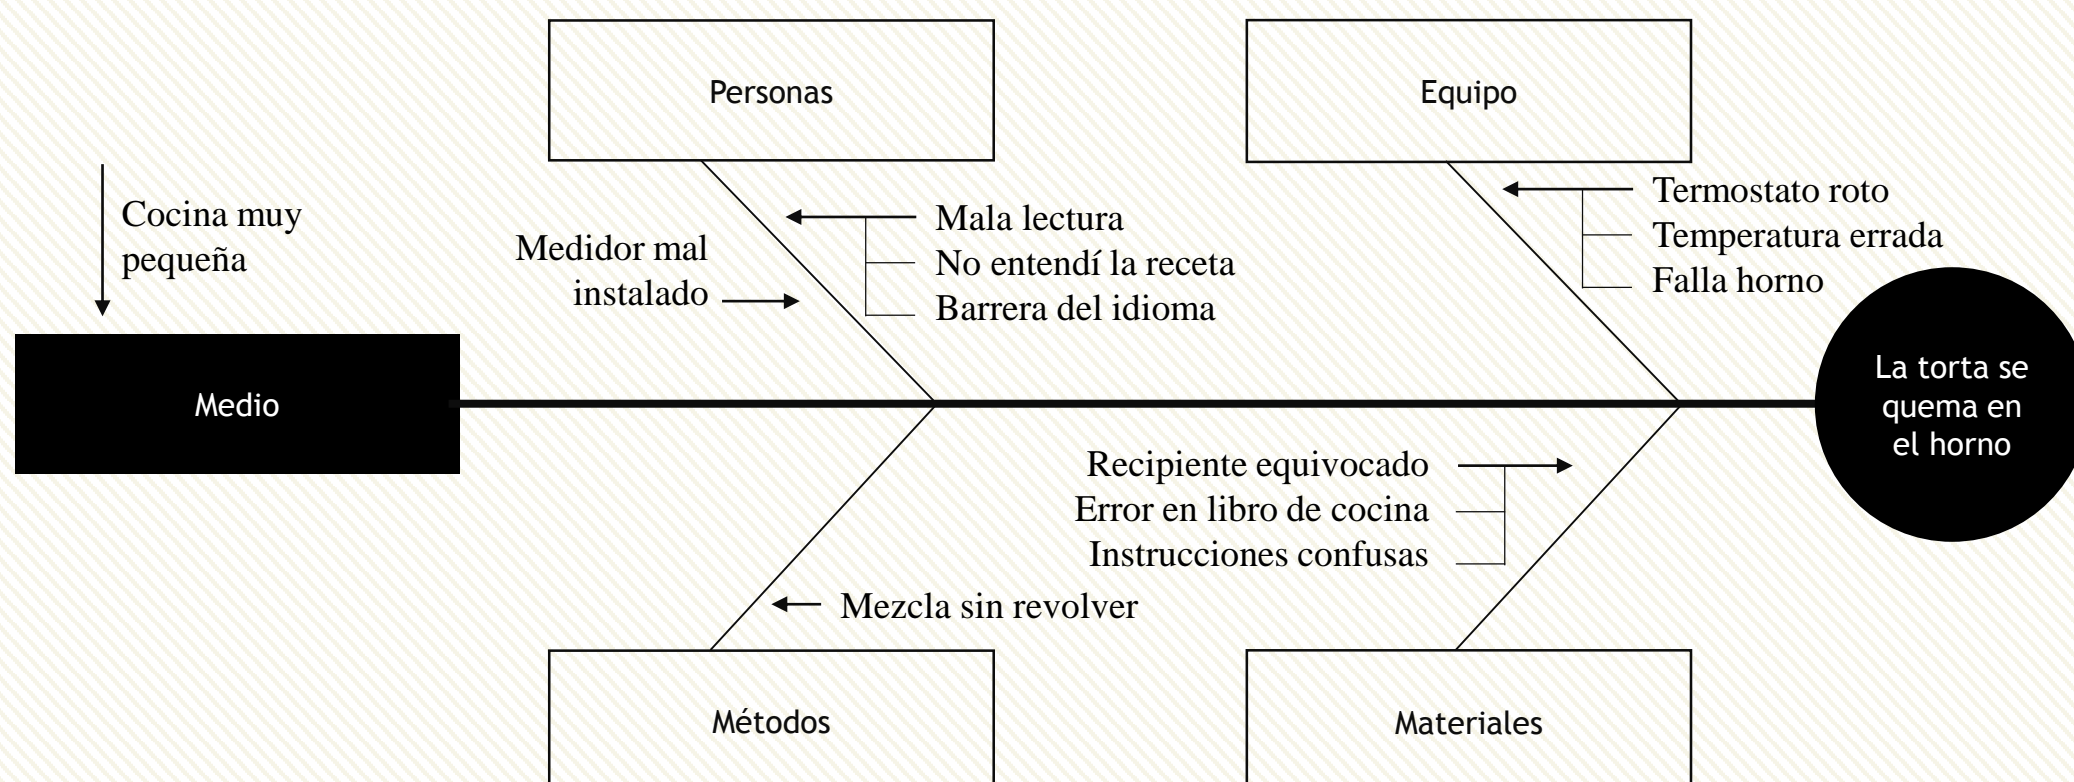 Personas
Equipo
Cocina muy
pequeña
Medidor mal
instalado
Mala lectura
No entendí la receta
Barrera del idioma
Termostato roto
Temperatura errada
Falla horno
Medio
La torta se
quema en
el horno
Recipiente equivocado
Error en libro de cocina
Instrucciones confusas
Mezcla sin revolver
Métodos
Materiales